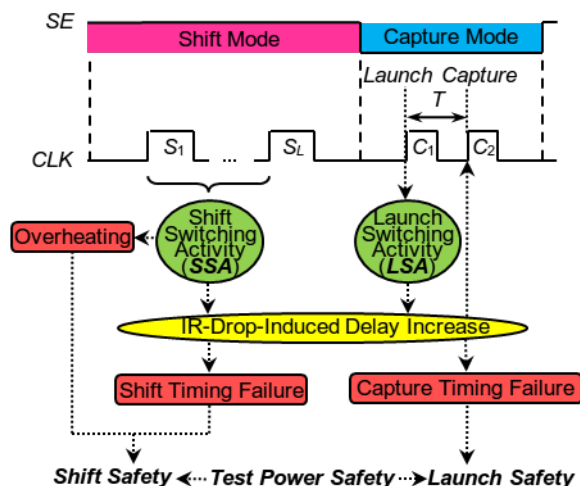 SE
Shift Mode
Capture Mode
Launch Capture
T
CLK
S1
...
SL
C1
C2
Overheating
Shift
Switching
Activity
(SSA)
Launch
Switching
Activity
(LSA)
IR-Drop-Induced Delay Increase
Shift Timing Failure
Capture Timing Failure
Shift Safety
Test Power Safety
Launch Safety